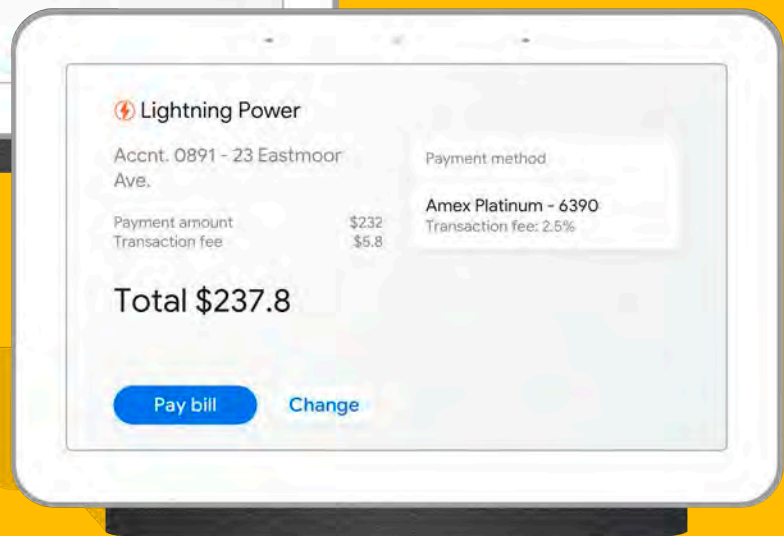 Lightning Power
Accnt. 0891 - 23 Eastmoor
Ave.
Payment amount $232
Transaction fee $5.8
Total $237.8
Pay bill
Change
Payment method
Amex Platinum - 6390
Transaction fee: 2.5%